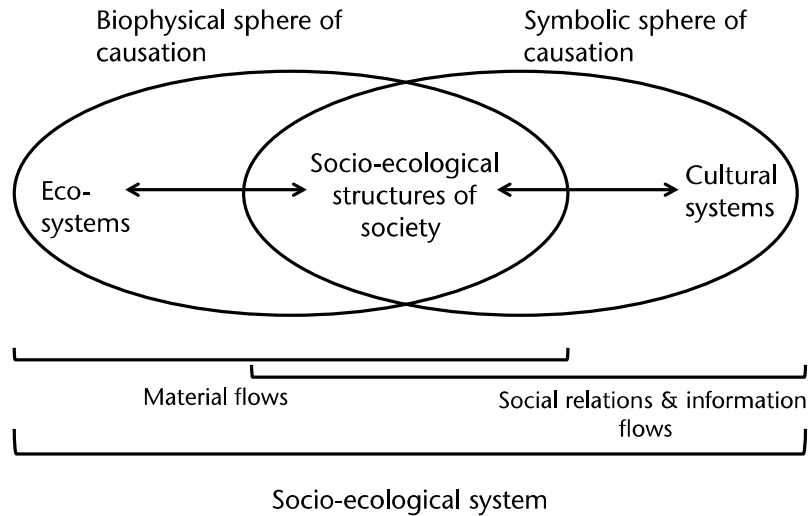 Biophysical sphere of
causation
Symbolic sphere of
causation
Eco-
systems
Socio-ecological
structures of
society
Cultural
systems
Material flows
Social relations & information
flows
Socio-ecological system